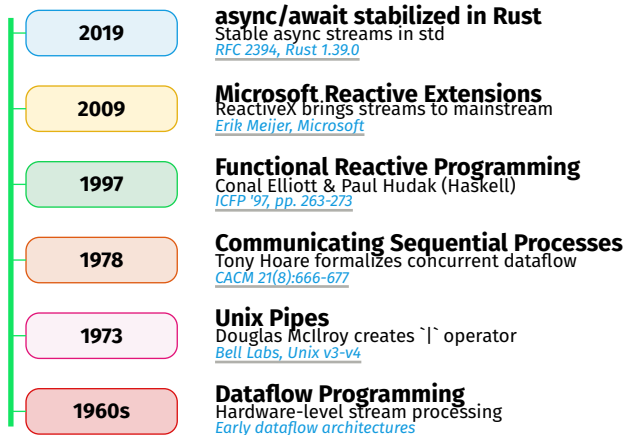 2019
async/await stabilized in Rust
Stable async streams in std
RFC 2394, Rust 1.39.0
2009
Microsoft Reactive Extensions
ReactiveX brings streams to mainstream
Erik Meijer, Microsoft
1997
Functional Reactive Programming
Conal Elliott & Paul Hudak (Haskell)
ICFP '97, pp. 263-273
1978
Communicating Sequential Processes
Tony Hoare formalizes concurrent dataflow
CACM 21(8):666-677
1973
Unix Pipes
Douglas McIlroy creates `|` operator
Bell Labs, Unix v3-v4
1960s
Dataflow Programming
Hardware-level stream processing
Early dataflow architectures